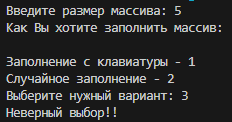 Введите размер массива: 5
Как Вы хотите заполнить массив:
Заполнение с клавиатуры - 1
Случайное заполнение - 2
Выберите нужный вариант: 3
Неверный выбор!!